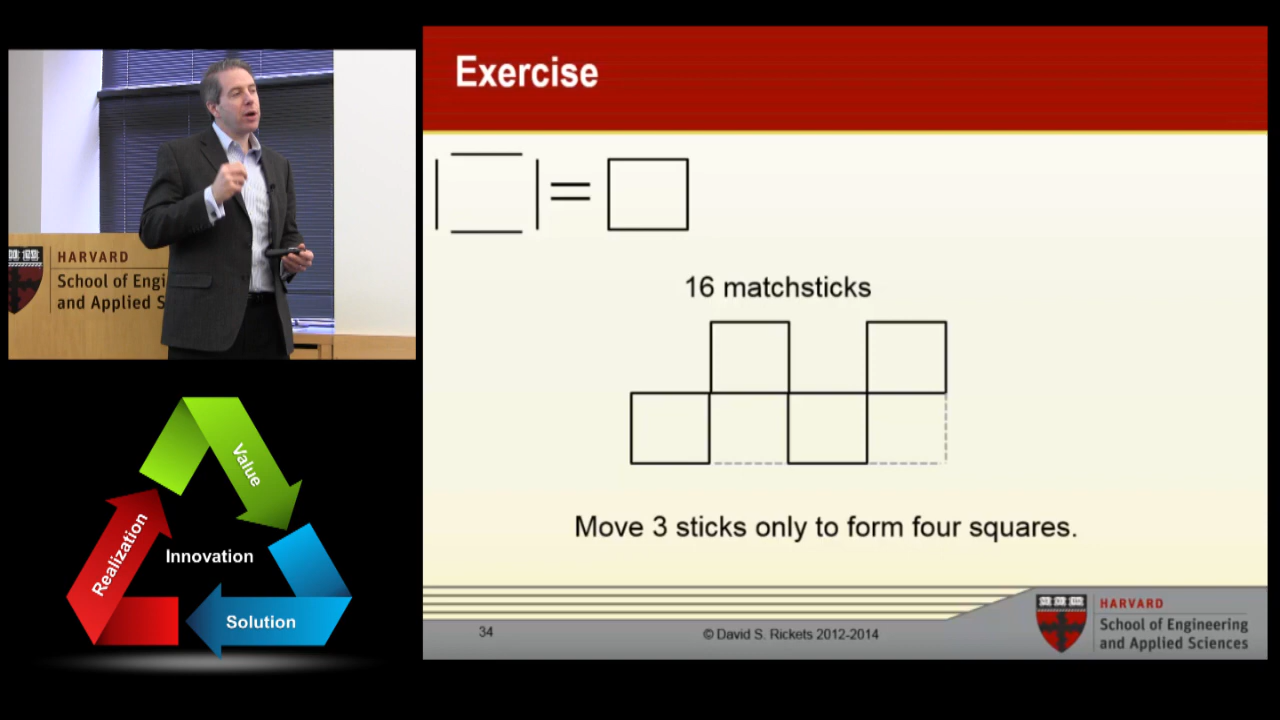 HARVARD
School of Engi
and Applied S
Value
Realization
Innovation
Solution
Exercise
=
16 matchsticks
Move 3 sticks only to form four squares.
34
© David S. Rickets 2012-2014
HARVARD
School of Engineering
and Applied Sciences